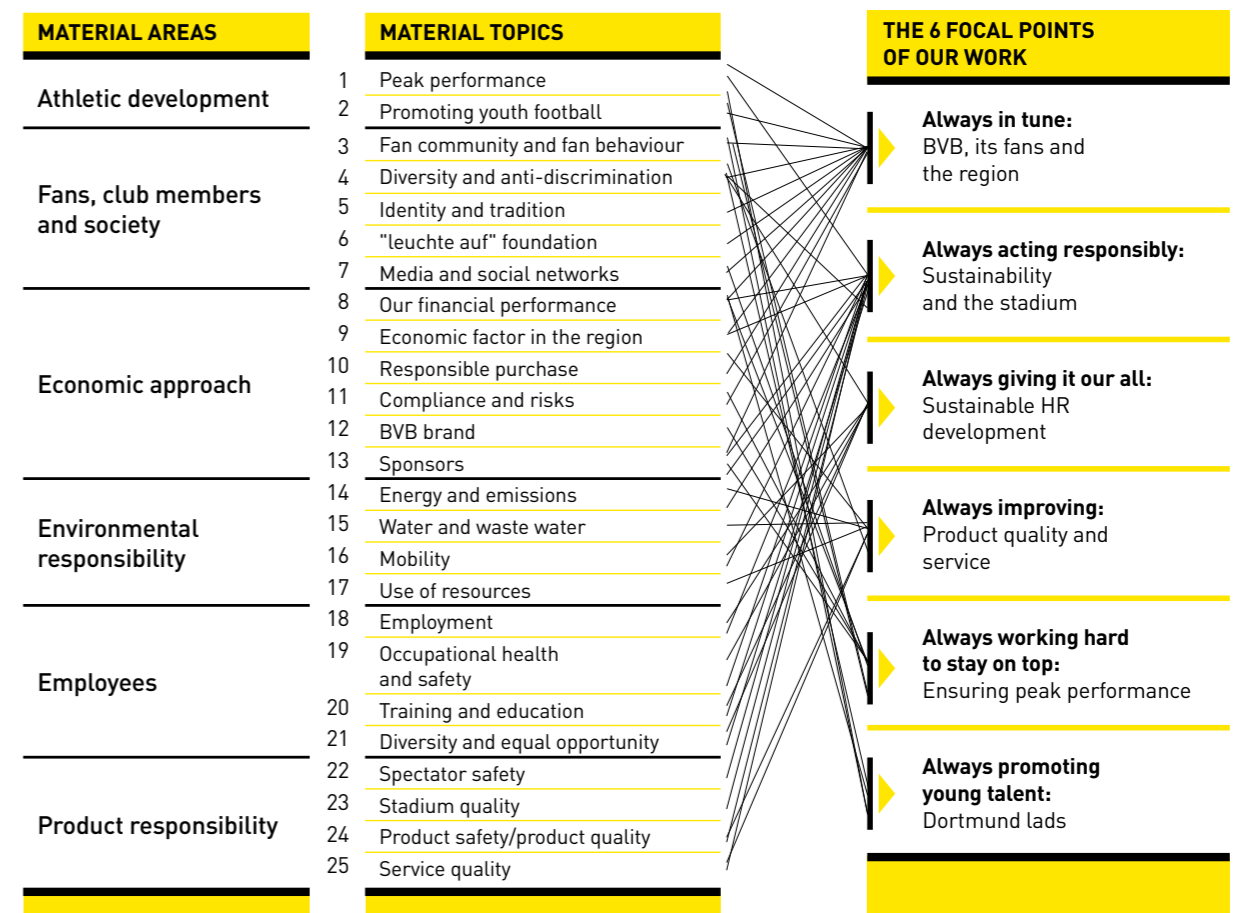 MATERIAL AREAS
Athletic development
Fans, club members
and society
Economic approach
Environmental
responsibility
Employees
Product responsibility
MATERIAL TOPICS
1 Peak performance
2 Promoting youth football
3 Fan community and fan behaviour
4 Diversity and anti-discrimination
5 Identity and tradition
6 "leuchte auf" foundation
7 Media and social networks
8 Our financial performance
9 Economic factor in the region
10 Responsible purchase
11 Compliance and risks
12 BVB brand
13 Sponsors
14 Energy and emissions
15 Water and waste water
16 Mobility
17 Use of resources
18 Employment
19 Occupational health
and safety
20 Training and education
21 Diversity and equal opportunity
22 Spectator safety
23 Stadium quality
24 Product safety/product quality
25 Service quality
THE 6 FOCAL POINTS
OF OUR WORK
Always in tune:
BVB, its fans and
the region
Always acting responsibly:
Sustainability
and the stadium
Always giving it our all:
Sustainable HR
development
Always improving:
Product quality and
service
Always working hard
to stay on top:
Ensuring peak performance
Always promoting
young talent:
Dortmund lads